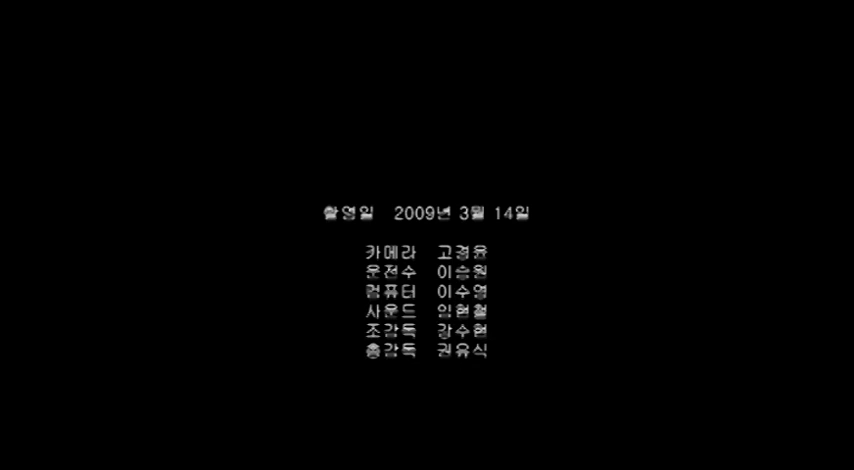 촬영일 2009년 3월 14일
카메라 고경윤
운전수 이승원
컴퓨터 이수영
사운드 임현철
조감독 강수현
총감독 권유식